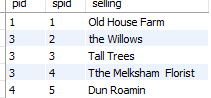 pid spid selling
1 1 Old House Farm
3 2 the Willows
3 3 Tall Trees
3 4 Tthe Melksham Florist
4 5 Dun Roamin